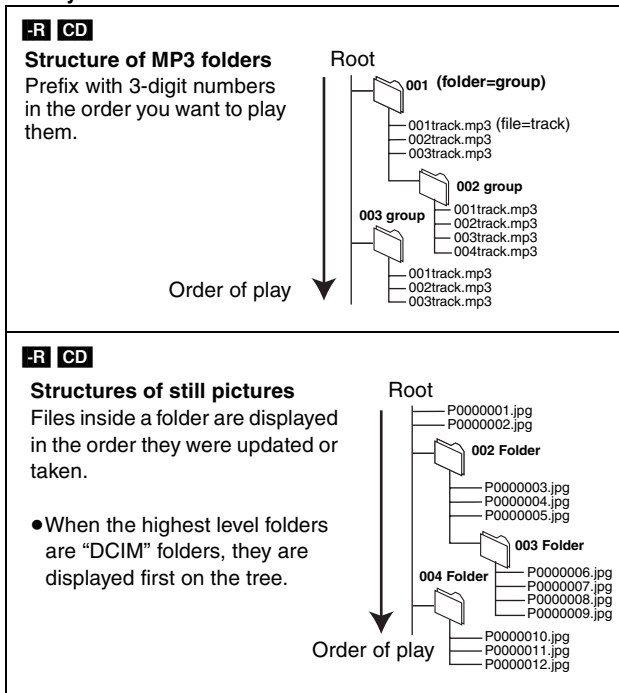 -R CD
Structure of MP3 folders
Prefix with 3-digit numbers
in the order you want to play
them.
Root
001 (folder=group)
001track.mp3 (file=track)
002track.mp3
003track.mp3
002 group
001track.mp3
002track.mp3
003track.mp3
004track.mp3
003 group
001track.mp3
002track.mp3
003track.mp3
Order of play
-R CD
Structures of still pictures
Files inside a folder are displayed
in the order they were updated or
taken.
●When the highest level folders
are “DCIM” folders, they are
displayed first on the tree.
Root
P0000001.jpg
P0000002.jpg
002 Folder
P0000003.jpg
P0000004.jpg
P0000005.jpg
003 Folder
P0000006.jpg
P0000007.jpg
P0000008.jpg
P0000009.jpg
004 Folder
P0000010.jpg
P0000011.jpg
P0000012.jpg
Order of play